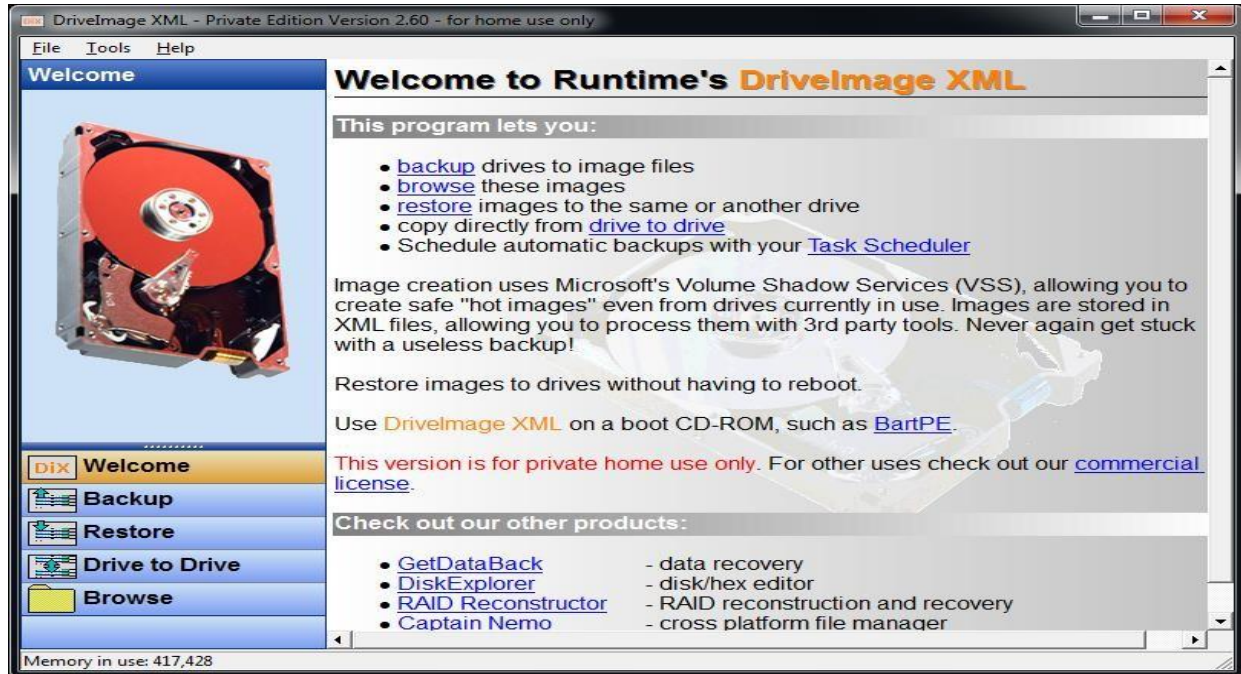 DriveImage XML - Private Edition Version 2.60 - for home use only
File Tools Help
Welcome
Welcome to Runtime's DriveImage XML
This program lets you:
• backup drives to image files
• browse these images
• restore images to the same or another drive
• copy directly from drive to drive
• Schedule automatic backups with your Task Scheduler
Image creation uses Microsoft's Volume Shadow Services (VSS), allowing you to
create safe "hot images" even from drives currently in use. Images are stored in
XML files, allowing you to process them with 3rd party tools. Never again get stuck
with a useless backup!
Restore images to drives without having to reboot.
Use DriveImage XML on a boot CD-ROM, such as BartPE.
This version is for private home use only. For other uses check out our commercial
license.
Check out our other products:
• GetDataBack - data recovery
• DiskExplorer - disk/hex editor
• RAID Reconstructor - RAID reconstruction and recovery
• Captain Nemo - cross platform file manager
DiX Welcome
Backup
Restore
Drive to Drive
Browse
Memory in use: 417,428